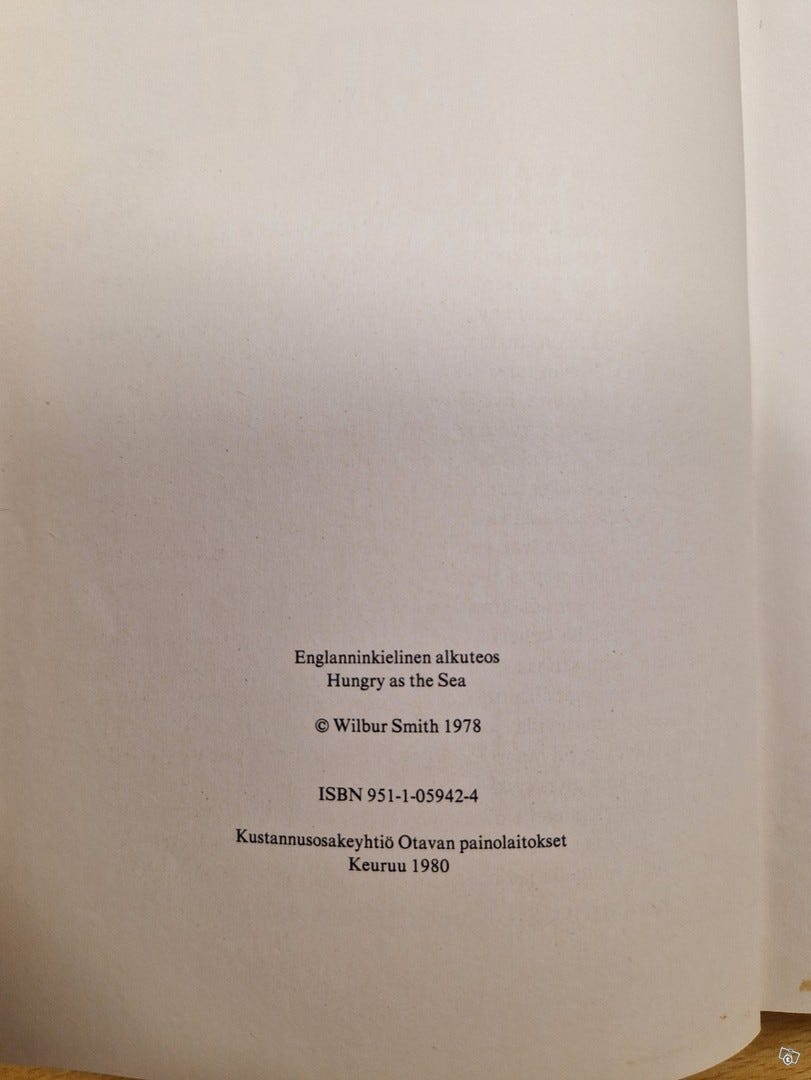 Englanninkielinen alkuteos
Hungry as the Sea
© Wilbur Smith 1978
ISBN 951-1-05942-4
Kustannusosakeyhtiö Otavan painolaitokset
Keuruu 1980